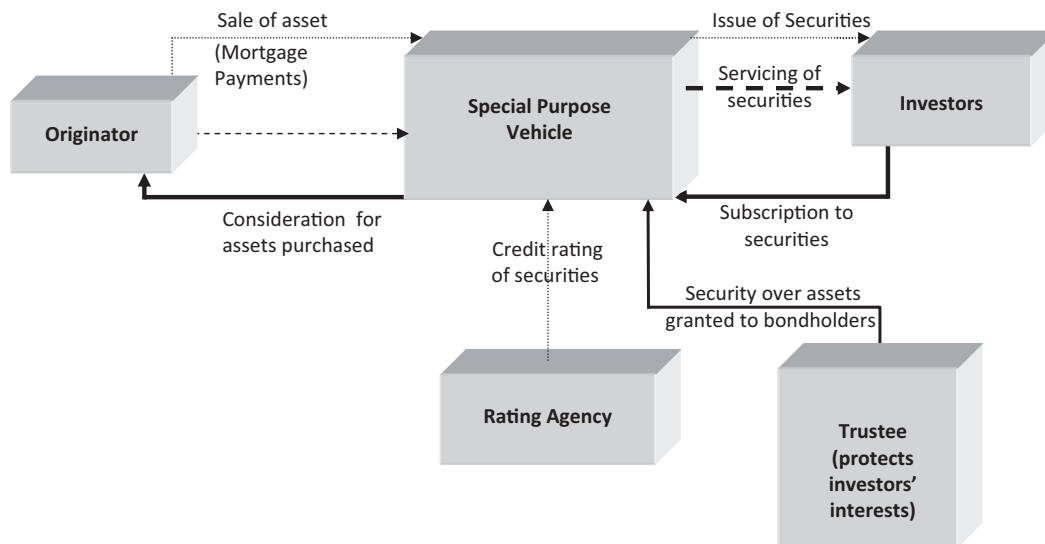 Sale of asset
(Mortgage
Payments)
Issue of Securities
Servicing of
securities
Originator
Special Purpose
Vehicle
Investors
Consideration for
assets purchased
Subscription to
securities
Credit rating
of securities
Security over assets
granted to bondholders
Rating Agency
Trustee
(protects
investors’
interests)